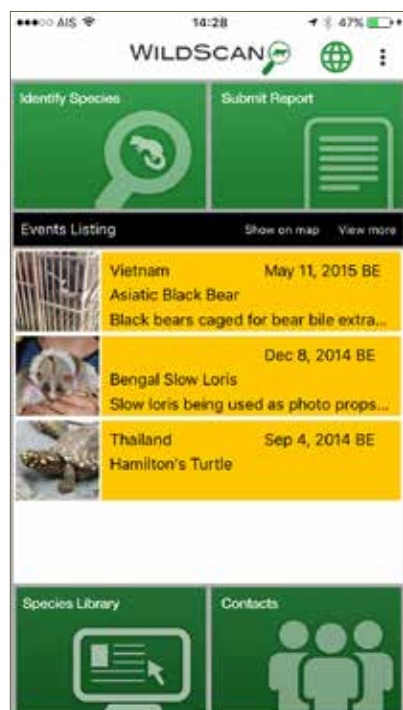 AIS 14:28 47%
WILDSCAN
Identify Species Submit Report
Events Listing Show on map View more
Vietnam May 11, 2015 BE
Asiatic Black Bear
Black bears caged for bear bile extra...
Dec 8, 2014 BE
Bengal Slow Loris
Slow loris being used as photo props...
Thailand Sep 4, 2014 BE
Hamilton's Turtle
Species Library Contacts